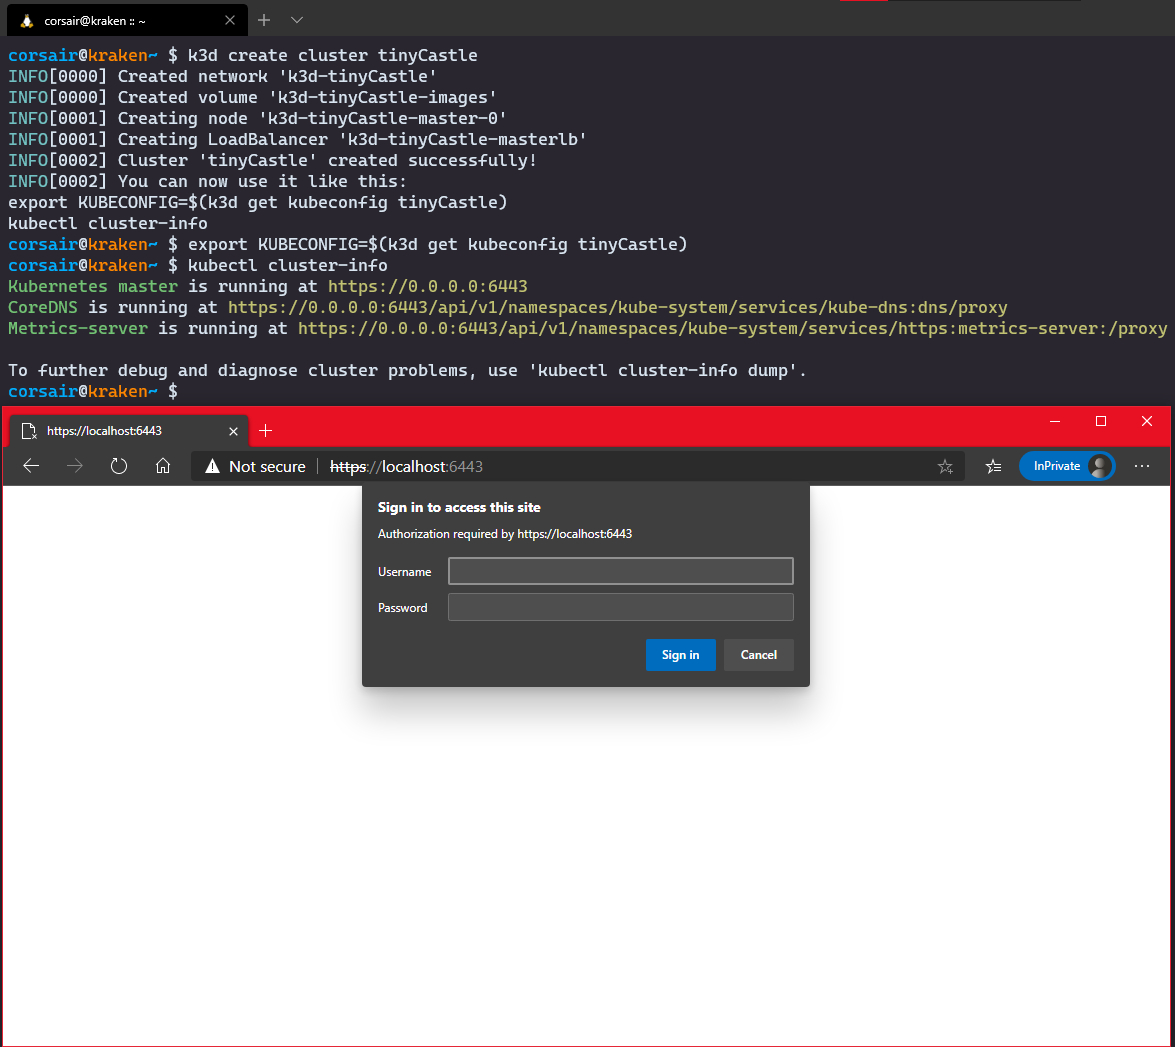 corsair@kraken :: ~
corsair@kraken~ $ k3d create cluster tinyCastle
INFO[0000] Created network 'k3d-tinyCastle'
INFO[0000] Created volume 'k3d-tinyCastle-images'
INFO[0001] Creating node 'k3d-tinyCastle-master-0'
INFO[0001] Creating LoadBalancer 'k3d-tinyCastle-masterlb'
INFO[0002] Cluster 'tinyCastle' created successfully!
INFO[0002] You can now use it like this:
export KUBECONFIG=$(k3d get kubeconfig tinyCastle)
kubectl cluster-info
corsair@kraken~ $ export KUBECONFIG=$(k3d get kubeconfig tinyCastle)
corsair@kraken~ $ kubectl cluster-info
Kubernetes master is running at https://0.0.0.0:6443
CoreDNS is running at https://0.0.0.0:6443/api/v1/namespaces/kube-system/services/kube-dns:dns/proxy
Metrics-server is running at https://0.0.0.0:6443/api/v1/namespaces/kube-system/services/https:metrics-server:/proxy
To further debug and diagnose cluster problems, use 'kubectl cluster-info dump'.
corsair@kraken~ $
https://localhost:6443
Not secure https://localhost:6443 InPrivate
Sign in to access this site
Authorization required by https://localhost:6443
Username
Password
Sign in Cancel